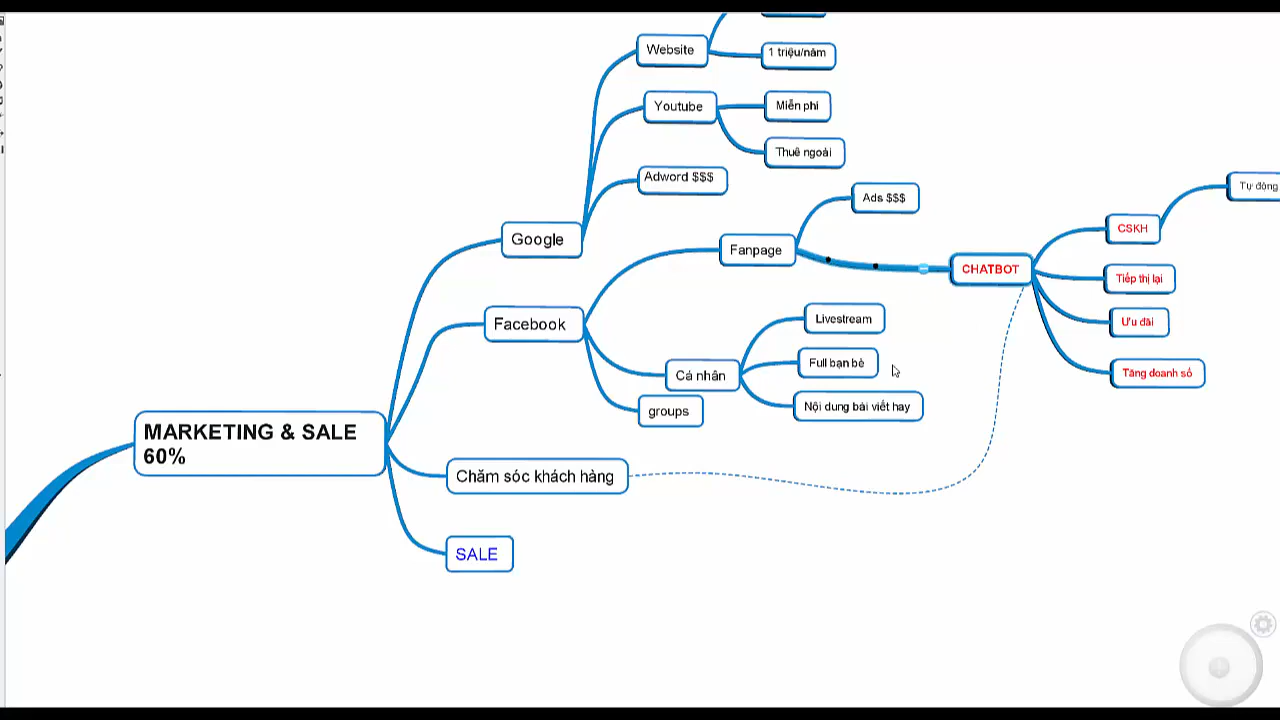 Website
1 triệu/năm
Youtube
Miễn phi
Thuê ngoài
Adword $$$
Google
Ads $$$
Fanpage
CHATBOT
CSKH
Tự động
Tiếp thị lại
Ưu đãi
Tăng doanh số
Facebook
Livestream
Full bạn bè
Cá nhân
Nội dung bài viết hay
groups
MARKETING & SALE
60%
Chăm sóc khách hàng
SALE